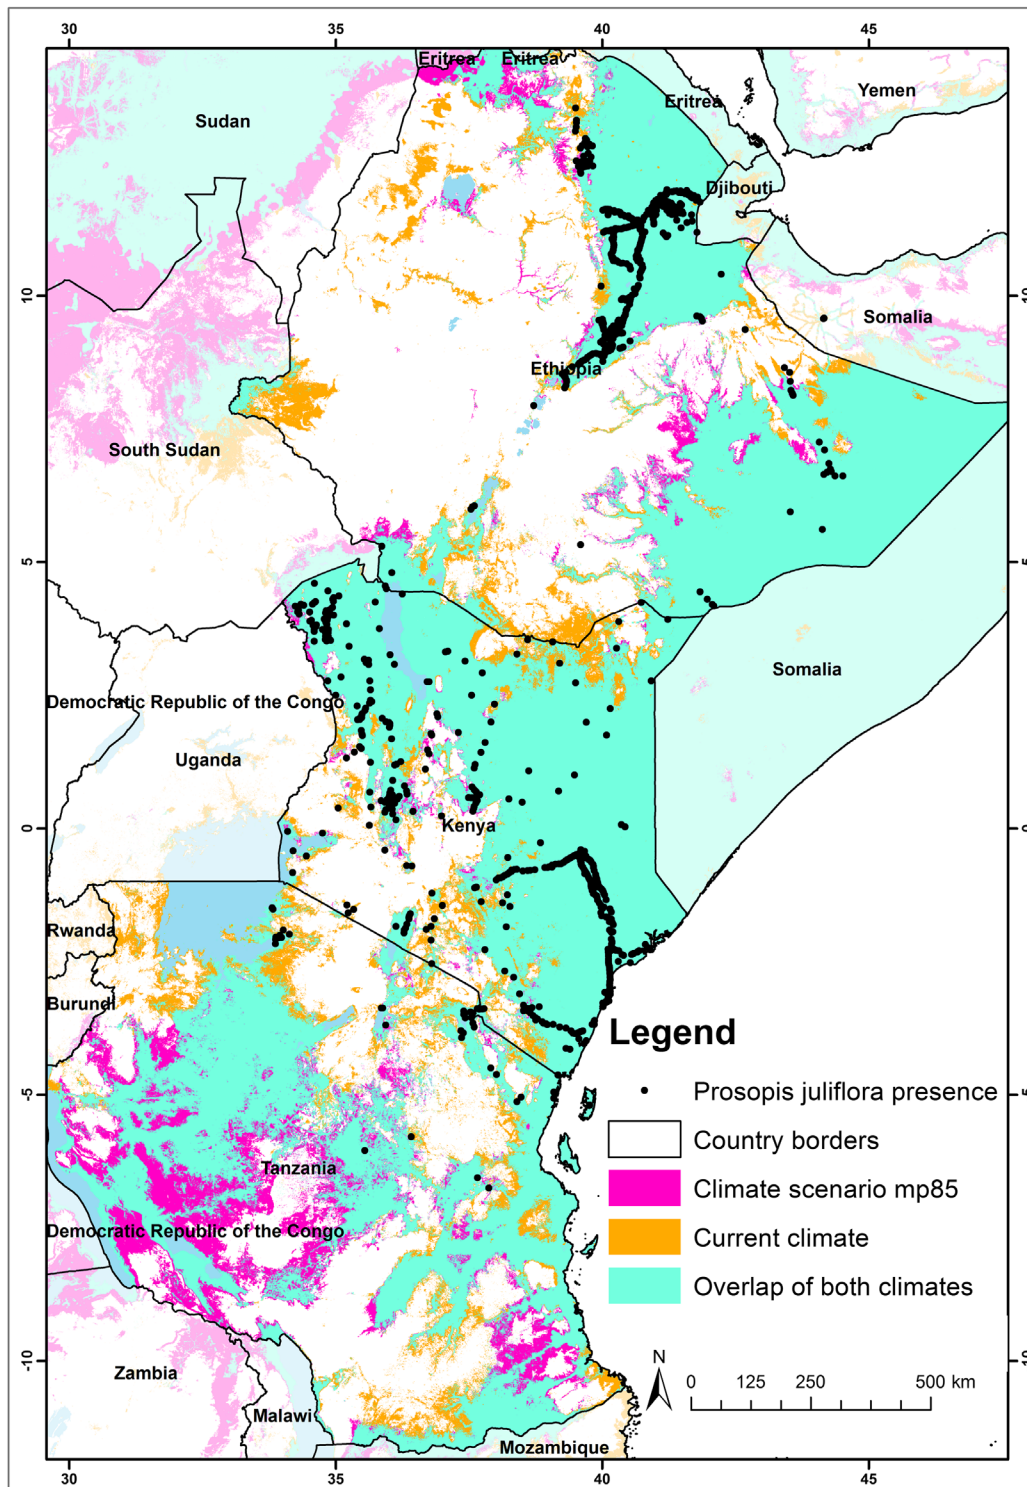 30 35 40 45
Eritrea Eritrea
Yemen
Eritrea
Sudan
Djibouti
10 10
Somalia
Ethiopia
South Sudan
5 5
Somalia
Democratic Republic of the Congo
Uganda
0 0
Kenya
Rwanda
Burundi
Legend
Prosopis juliflora presence
-5 -5
Country borders
Tanzania
Climate scenario mp85
Democratic Republic of the Congo
Current climate
Overlap of both climates
N
-10 -10
Zambia
0 125 250 500 km
Malawi
Mozambique
30 35 40 45